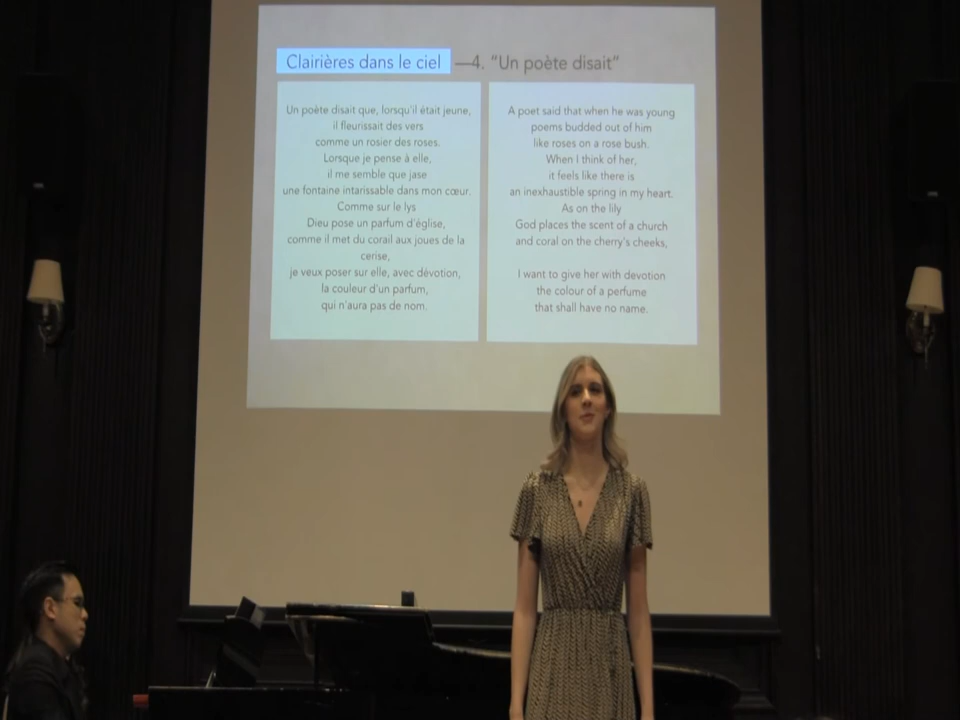 Clairières dans le ciel —4. “Un poète disait”
Un poète disait que, lorsqu'il était jeune,
il fleurissait des vers
comme un rosier des roses.
Lorsque je pense à elle,
il me semble que jase
une fontaine intarissable dans mon cœur.
Comme sur le lys
Dieu pose un parfum d'église,
comme il met du corail aux joues de la
cerise,
je veux poser sur elle, avec dévotion,
la couleur d'un parfum,
qui n'aura pas de nom.
A poet said that when he was young
poems budded out of him
like roses on a rose bush.
When I think of her,
it feels like there is
an inexhaustible spring in my heart.
As on the lily
God places the scent of a church
and coral on the cherry's cheeks,
I want to give her with devotion
the colour of a perfume
that shall have no name.